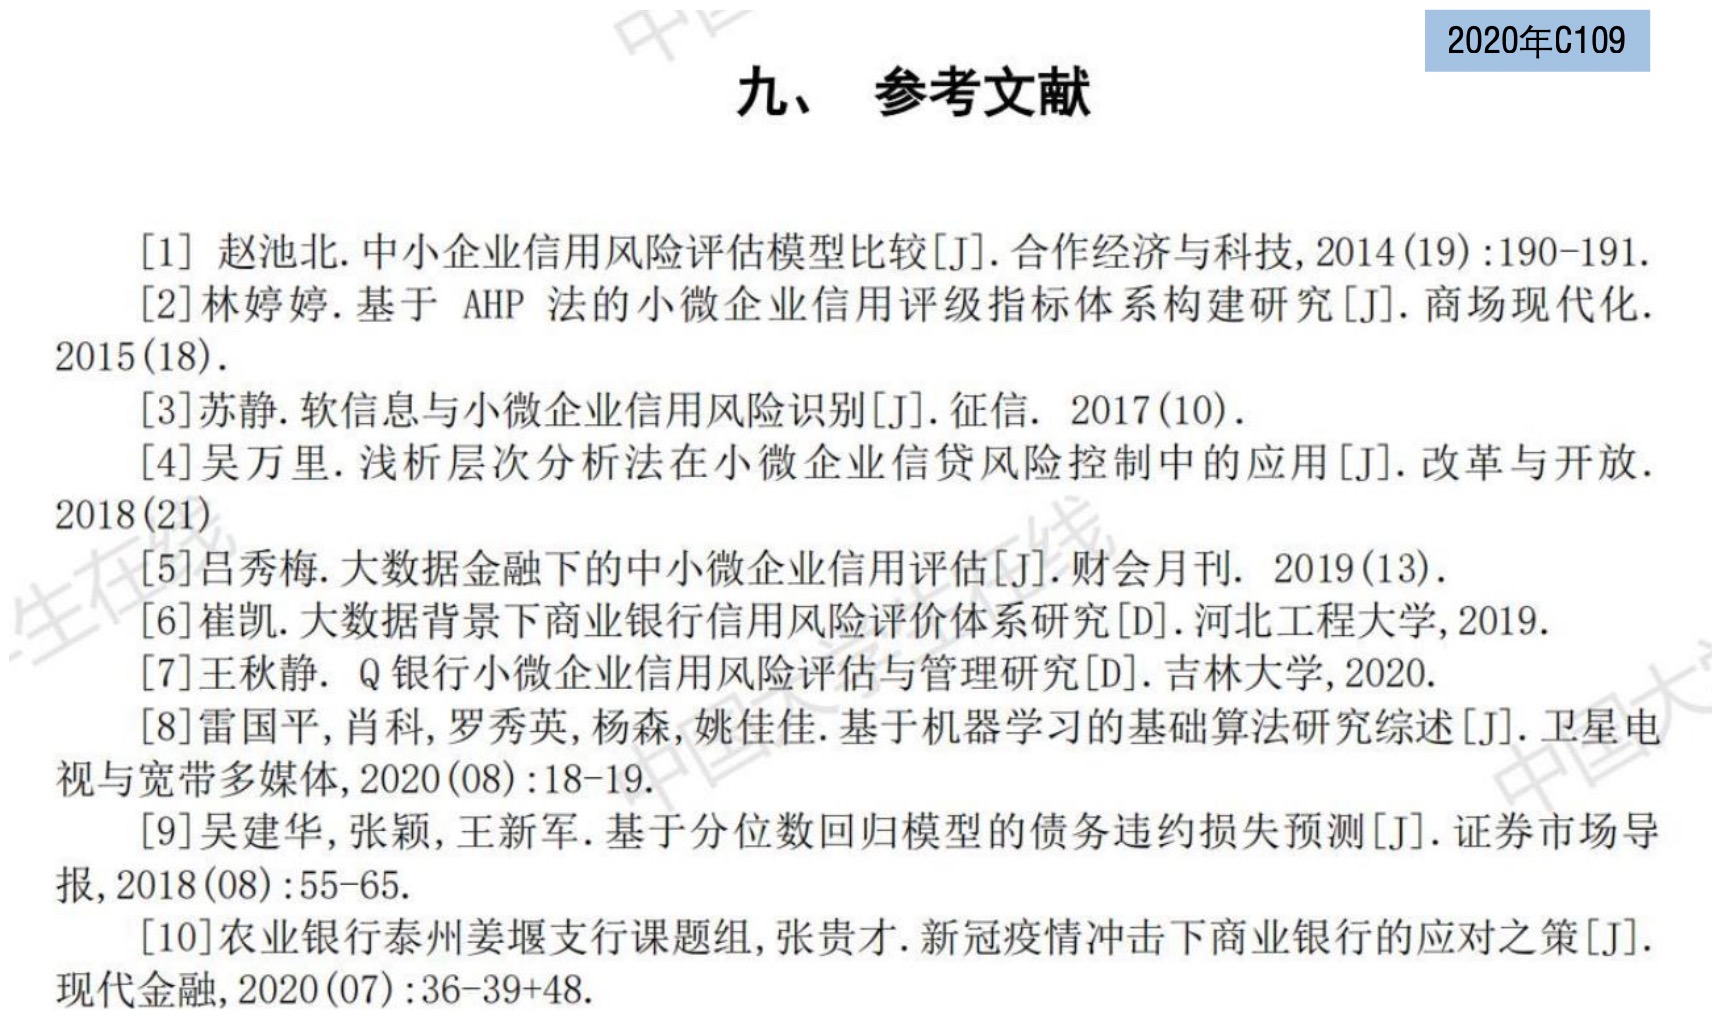 2020年C109
九、 参考文献
[1] 赵池北.中小企业信用风险评估模型比较[J].合作经济与科技,2014(19):190-191.
[2]林婷婷.基于 AHP 法的小微企业信用评级指标体系构建研究[J].商场现代化.
2015(18).
[3]苏静.软信息与小微企业信用风险识别[J].征信. 2017(10).
[4]吴万里.浅析层次分析法在小微企业信贷风险控制中的应用[J].改革与开放.
2018(21)
[5]吕秀梅.大数据金融下的中小微企业信用评估[J].财会月刊. 2019(13).
[6]崔凯.大数据背景下商业银行信用风险评价体系研究[D].河北工程大学,2019.
[7]王秋静. Q银行小微企业信用风险评估与管理研究[D].吉林大学,2020.
[8]雷国平,肖科,罗秀英,杨森,姚佳佳.基于机器学习的基础算法研究综述[J].卫星电
视与宽带多媒体,2020(08):18-19.
[9]吴建华,张颖,王新军.基于分位数回归模型的债务违约损失预测[J].证券市场导
报,2018(08):55-65.
[10]农业银行泰州姜堰支行课题组,张贵才.新冠疫情冲击下商业银行的应对之策[J].
现代金融,2020(07):36-39+48.
中国
生在线
中国大学生在线
中国大